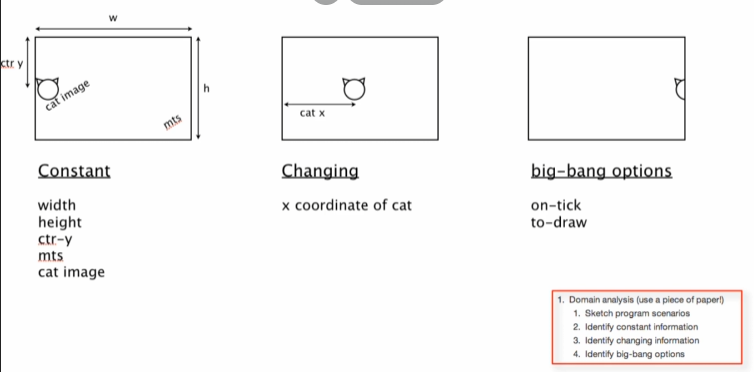 w
ctr y
cat image
mts
h
cat x
Constant
width
height
ctr-y
mts
cat image
Changing
x coordinate of cat
big-bang options
on-tick
to-draw
1. Domain analysis (use a piece of paper!)
1. Sketch program scenarios
2. Identify constant information
3. Identify changing information
4. Identify big-bang options